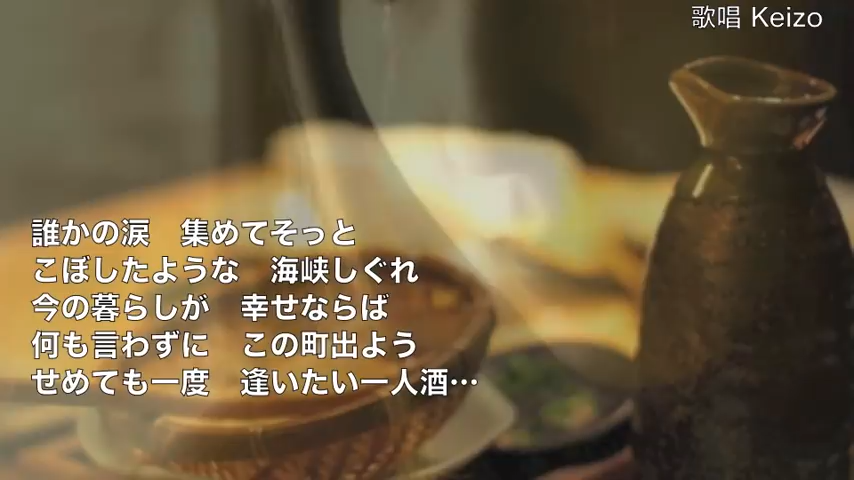 歌唱 Keizo
誰かの涙　集めてそっと
こぼしたような　海峡しぐれ
今の暮らしが　幸せならば
何も言わずに　この町出よう
せめても一度　逢いたい一人酒…